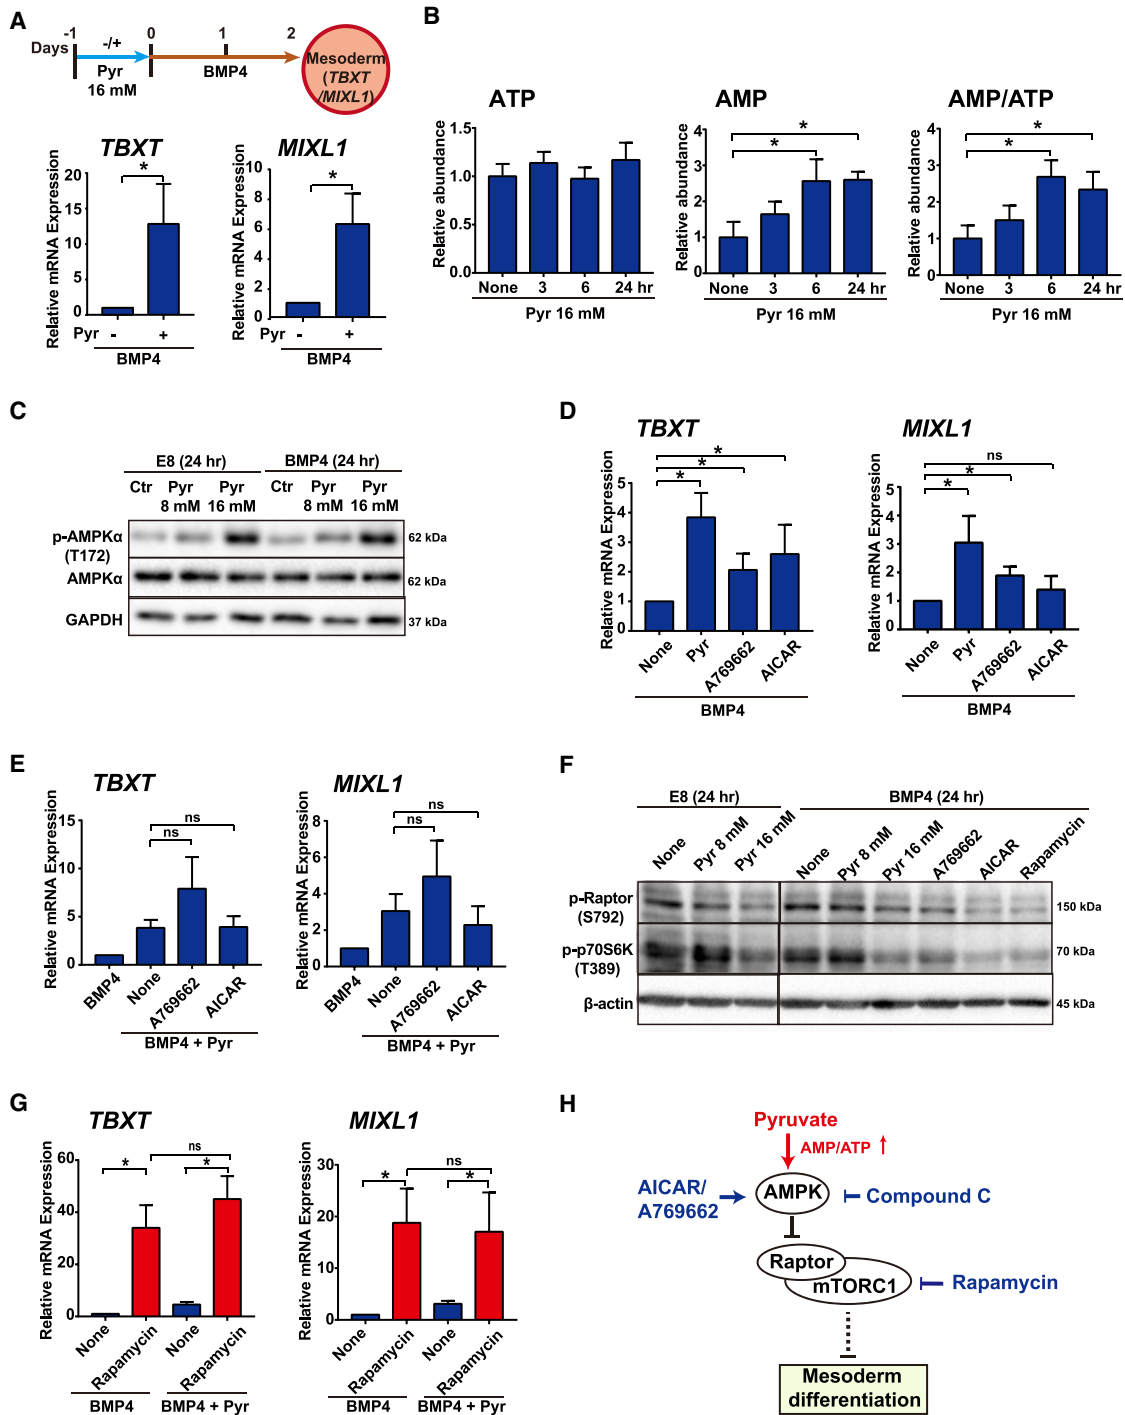 A
-1 0 1 2
Days -/+
Pyr
16 mM
BMP4
Mesoderm
(TBXT
/MIXL1)
TBXT
*
Relative mRNA Expression
20
15
10
5
0
Pyr - +
BMP4
MIXL1
*
Relative mRNA Expression
10
8
6
4
2
0
Pyr - +
BMP4
B
ATP
Relative abundance
1.5
1.0
0.5
0.0
None 3 6 24 hr
Pyr 16 mM
AMP
*
*
Relative abundance
4
3
2
1
0
None 3 6 24 hr
Pyr 16 mM
AMP/ATP
*
*
Relative abundance
4
3
2
1
0
None 3 6 24 hr
Pyr 16 mM
C
E8 (24 hr) BMP4 (24 hr)
Ctr Pyr Pyr Ctr Pyr Pyr
8 mM 16 mM 8 mM 16 mM
p-AMPKα
(T172)
62 kDa
AMPKα 62 kDa
GAPDH 37 kDa
D
TBXT
*
*
*
Relative mRNA Expression
5
4
3
2
1
0
None Pyr A769662 AICAR
BMP4
MIXL1
ns
*
*
Relative mRNA Expression
5
4
3
2
1
0
None Pyr A769662 AICAR
BMP4
E
TBXT
ns
ns
Relative mRNA Expression
15
10
5
0
BMP4 None A769662 AICAR
BMP4 + Pyr
MIXL1
ns
ns
Relative mRNA Expression
8
6
4
2
0
BMP4 None A769662 AICAR
BMP4 + Pyr
F
E8 (24 hr) BMP4 (24 hr)
None Pyr 8 mM Pyr 16 mM None Pyr 8 mM Pyr 16 mM A769662 AICAR Rapamycin
p-Raptor
(S792)
150 kDa
p-p70S6K
(T389)
70 kDa
β-actin 45 kDa
G
TBXT
ns
* *
Relative mRNA Expression
60
40
20
0
None Rapamycin None Rapamycin
BMP4 BMP4 + Pyr
MIXL1
ns
* *
Relative mRNA Expression
30
20
10
0
None Rapamycin None Rapamycin
BMP4 BMP4 + Pyr
H
Pyruvate
AMP/ATP ↑
AICAR/
A769662
AMPK
Compound C
Raptor
mTORC1
Rapamycin
Mesoderm
differentiation